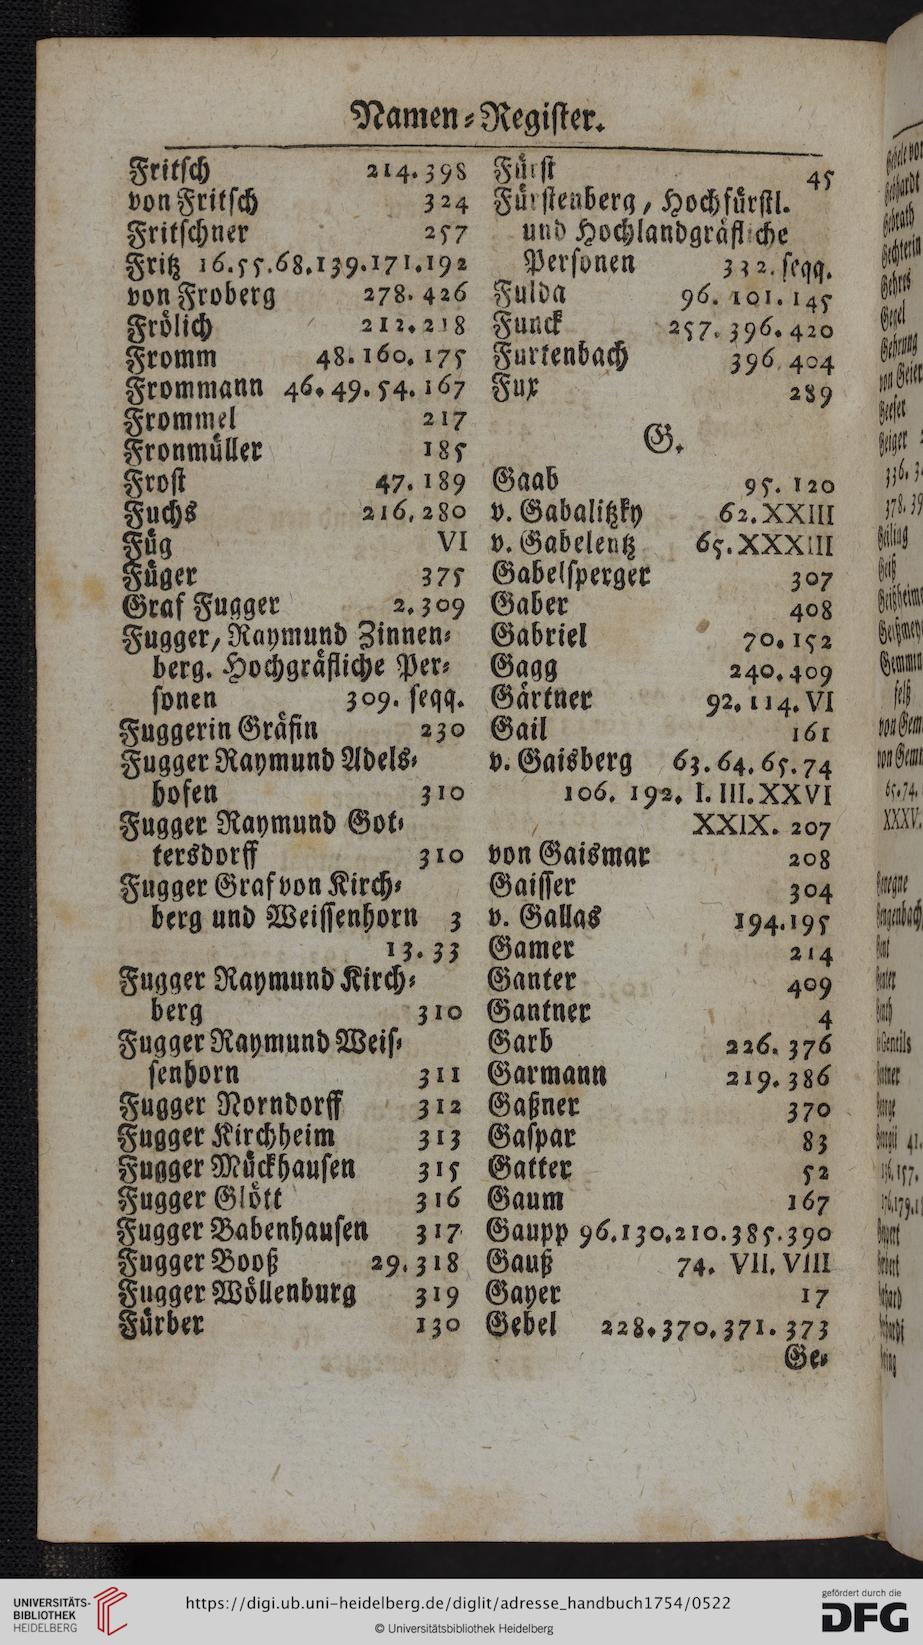 Namen-Register.
Fritsch 214. 398
von Fritsch 324
Fritschner 257
Fritz 16. 55. 68. 139. 171. 192
von Froberg 278. 426
Frölich 212. 218
Fromm 48. 160. 175
Frommann 46. 49. 54. 167
Frommel 217
Fronmüller 185
Frost 47. 189
Fuchs 216. 280
Füg VI
Füger 375
Graf Fugger 2. 309
Fugger, Raymund Zinnen-
berg. Hochgräfliche Per-
sonen 309. seqq.
Fuggerin Gräfin 230
Fugger Raymund Adels-
hofen 310
Fugger Raymund Got-
tersdorff 310
Fugger Graf von Kirch-
berg und Weissenhorn 3
13. 33
Fugger Raymund Kirch-
berg 310
Fugger Raymund Weis-
senhorn 311
Fugger Norndorff 312
Fugger Kirchheim 313
Fugger Mückhausen 315
Fugger Glött 316
Fugger Babenhausen 317
Fugger Booß 29. 318
Fugger Wöllenburg 319
Fürber 130
Fürst 45
Fürstenberg, Hochfürstl.
und Hochlandgräfliche
Personen 332. seqq.
Fulda 96. 101. 145
Funck 257. 396. 420
Furtenbach 396. 404
Fux 289
G.
Gaab 95. 120
v. Gabalitzky 62. XXIII
v. Gabelentz 65. XXXIII
Gabelsperger 307
Gaber 408
Gabriel 70. 152
Gagg 240. 409
Gärtner 92. 114. VI
Gail 161
v. Gaisberg 63. 64. 65. 74
106. 192. I. III. XXVI
XXIX. 207
von Gaismar 208
Gaisser 304
v. Gallas 194. 195
Gamer 214
Ganter 409
Gantner 4
Garb 226. 376
Garmann 219. 386
Gaßner 370
Gaspar 83
Gatter 52
Gaum 167
Gaupp 96. 130. 210. 385. 390
Gauß 74. VII. VIII
Gayer 17
Gebel 228. 370. 371. 373
Ge-
UNIVERSITÄTS-
BIBLIOTHEK
HEIDELBERG
https://digi.ub.uni-heidelberg.de/diglit/adresse_handbuch1754/0522
© Universitätsbibliothek Heidelberg
gefördert durch die
DFG